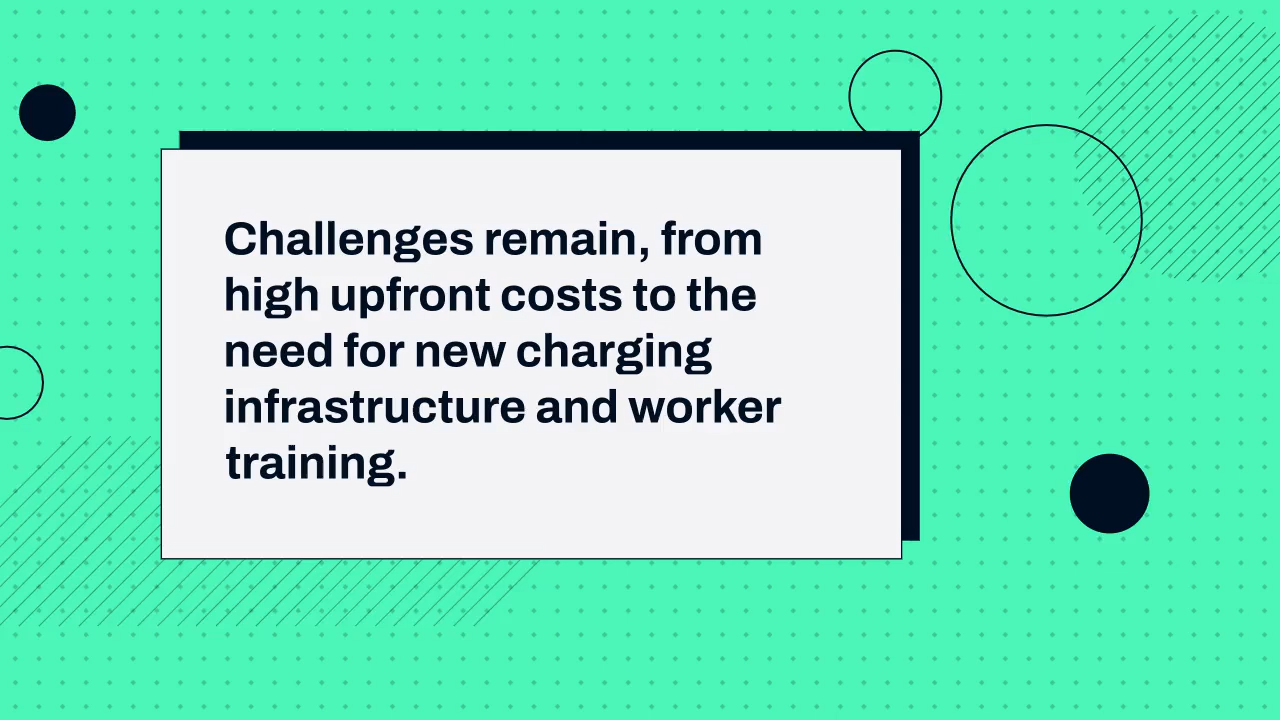 Challenges remain, from
high upfront costs to the
need for new charging
infrastructure and worker
training.